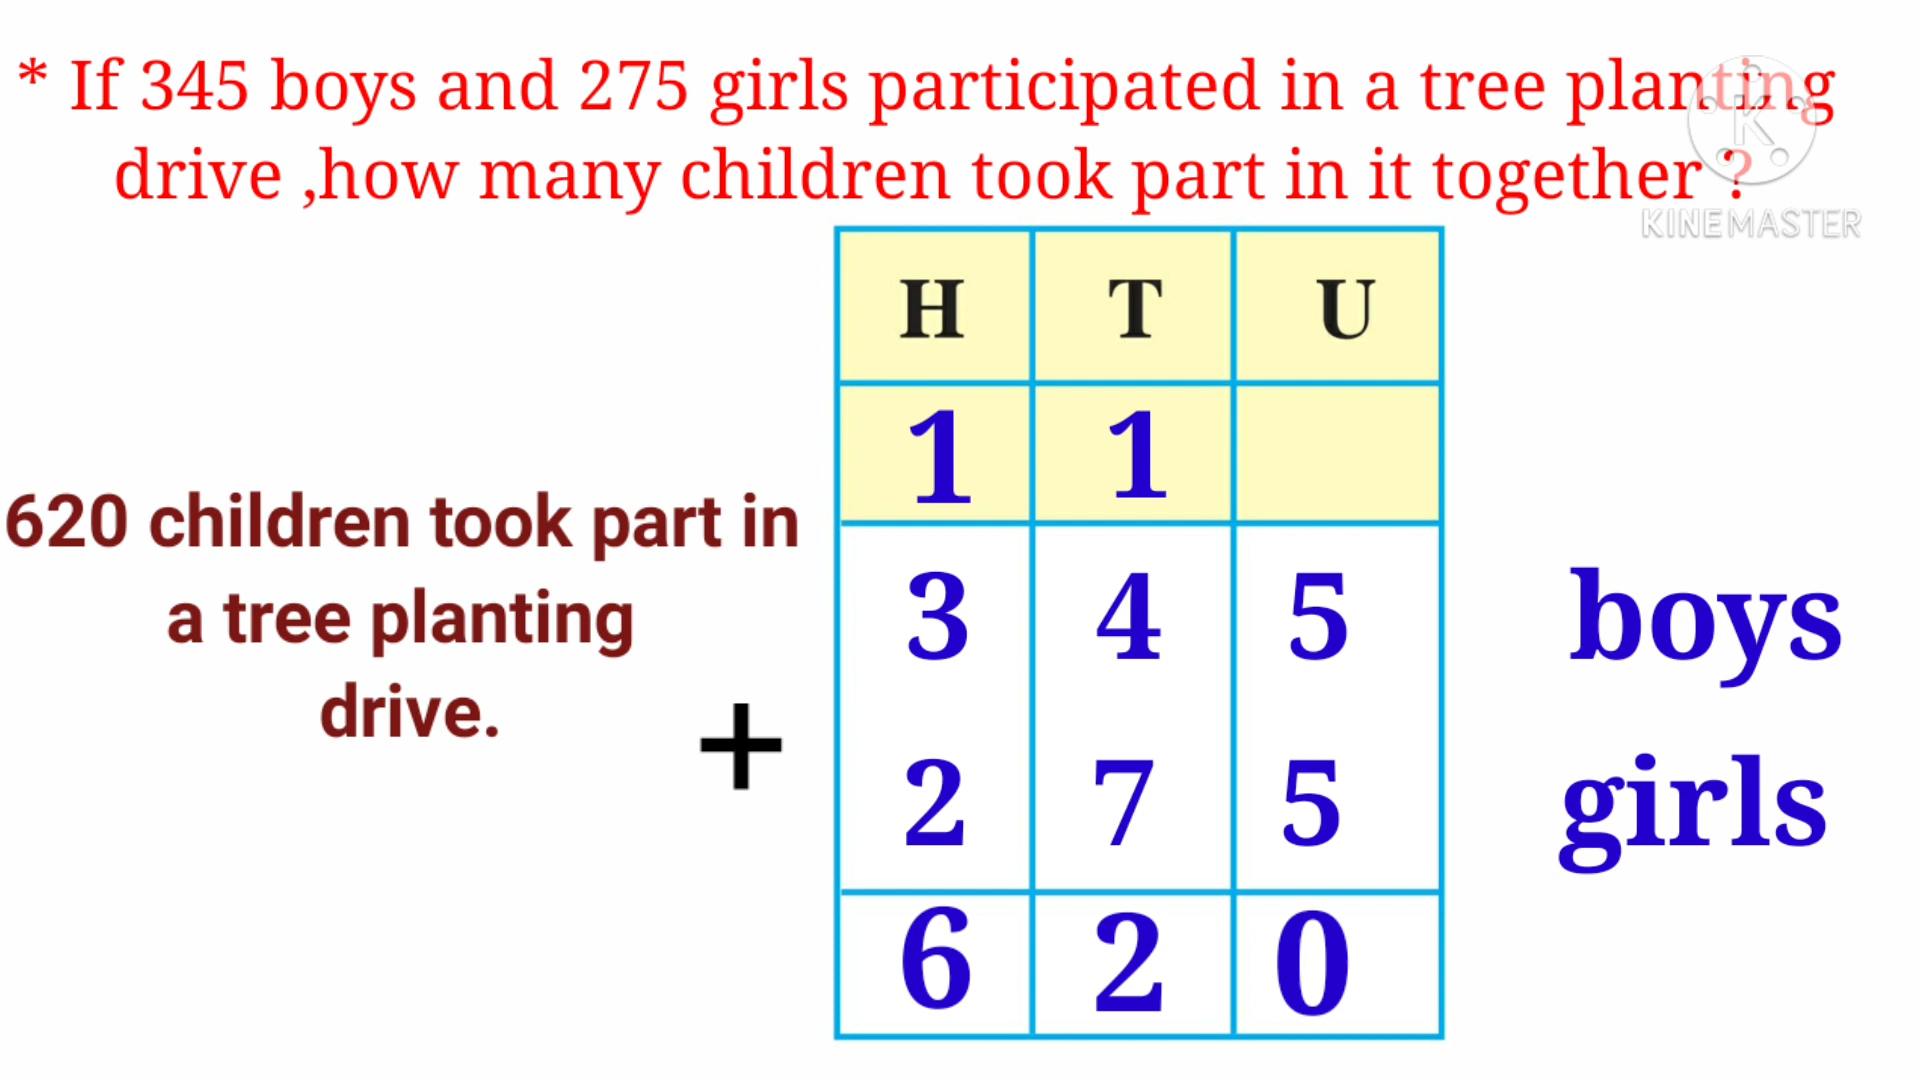 * If 345 boys and 275 girls participated in a tree planting
drive ,how many children took part in it together ?
KINEMASTER
H T U
1 1
620 children took part in
a tree planting
drive.
3 4 5 boys
+ 2 7 5 girls
6 2 0